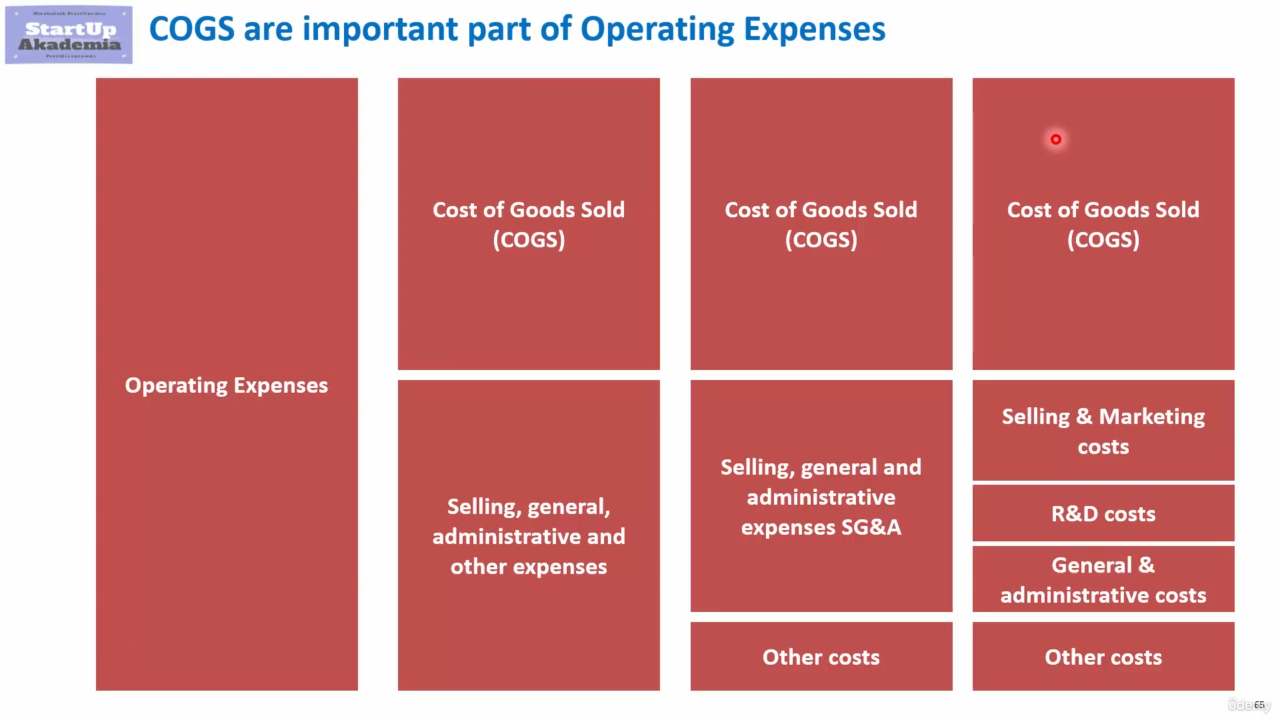 StartUp
Akademia
COGS are important part of Operating Expenses
Operating Expenses
Cost of Goods Sold
(COGS)
Selling, general,
administrative and
other expenses
Cost of Goods Sold
(COGS)
Selling, general and
administrative
expenses SG&A
Other costs
Cost of Goods Sold
(COGS)
Selling & Marketing
costs
R&D costs
General &
administrative costs
Other costs
ûdemy
65